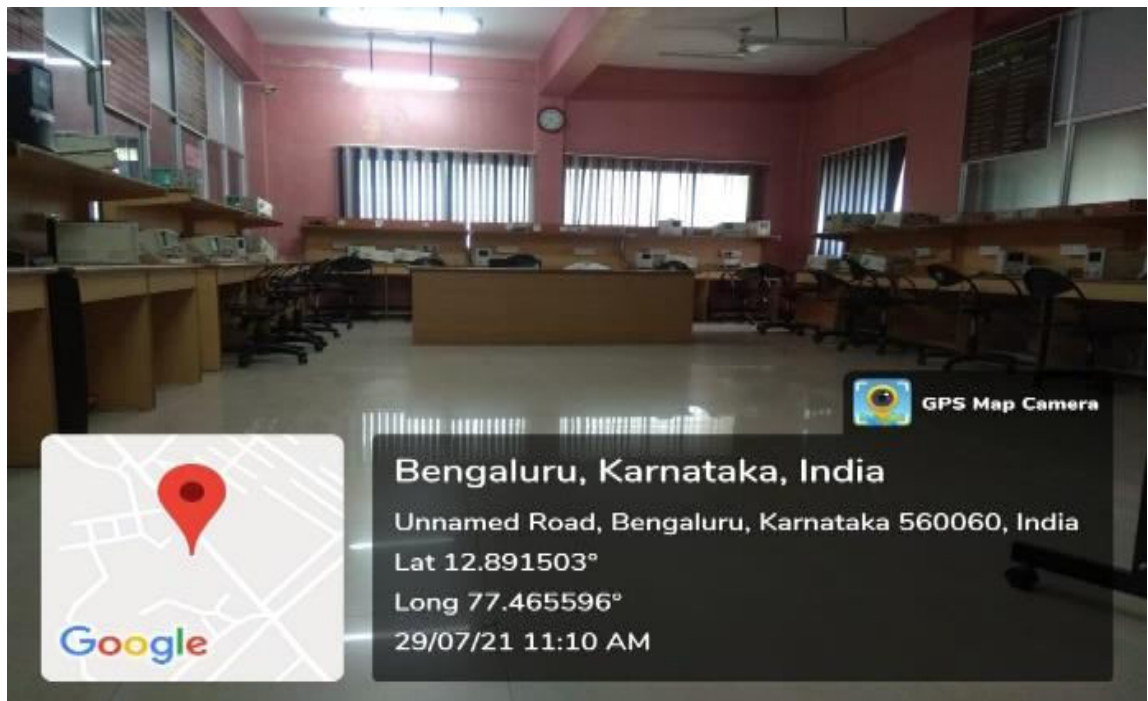 GPS Map Camera
Bengaluru, Karnataka, India
Unnamed Road, Bengaluru, Karnataka 560060, India
Lat 12.891503°
Long 77.465596°
29/07/21 11:10 AM
Google